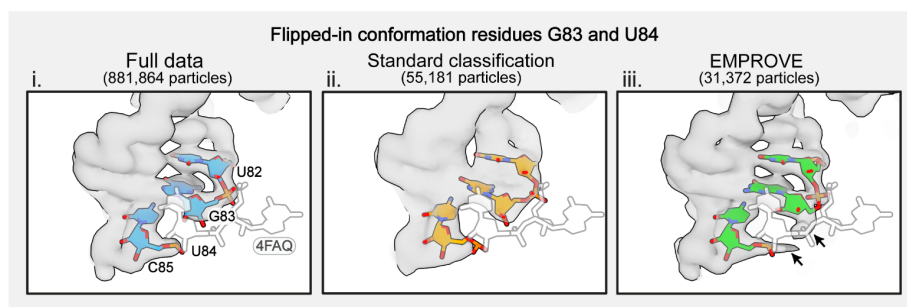 Flipped-in conformation residues G83 and U84
i.
Full data
(881,864 particles)
ii.
Standard classification
(55,181 particles)
iii.
EMPROVE
(31,372 particles)
U82
G83
U84
4FAQ
C85